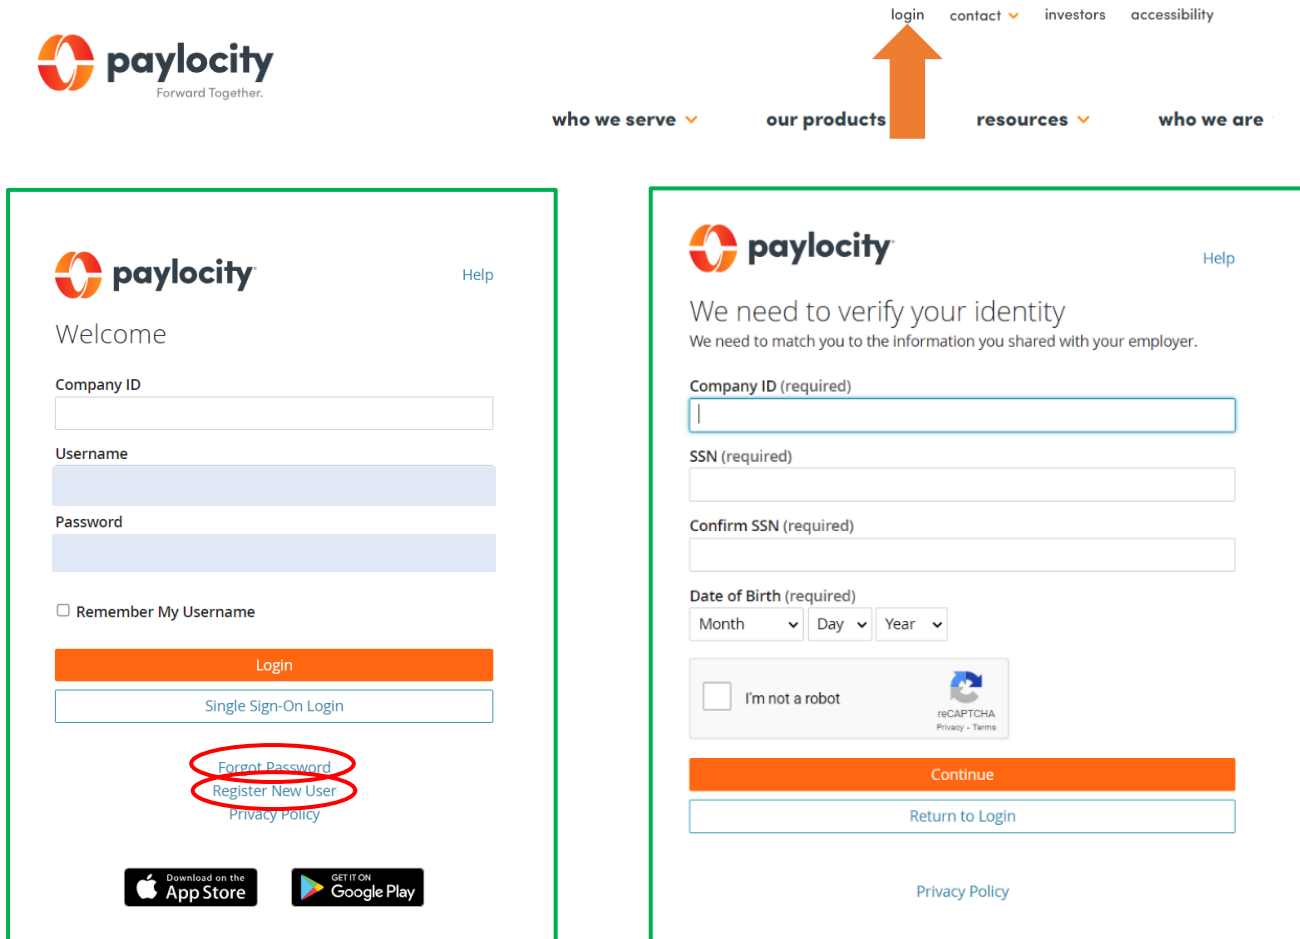 login contact investors accessibility
paylocity
Forward Together.
who we serve our products resources who we are
paylocity
Help
Welcome
Company ID
Username
Password
Remember My Username
Login
Single Sign-On Login
Forgot Password
Register New User
Privacy Policy
Download on the
App Store
GET IT ON
Google Play
paylocity
Help
We need to verify your identity
We need to match you to the information you shared with your employer.
Company ID (required)
SSN (required)
Confirm SSN (required)
Date of Birth (required)
Month Day Year
I'm not a robot
reCAPTCHA
Privacy - Terms
Continue
Return to Login
Privacy Policy